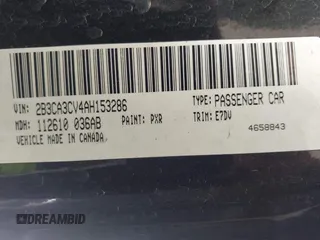 VIN: 2B3CA3CV4AH153286 TYPE: PASSENGER CAR
MDH: 112610 036AB PAINT: PXR TRIM: E7DV
VEHICLE MADE IN CANADA 4658843
DREAMBID